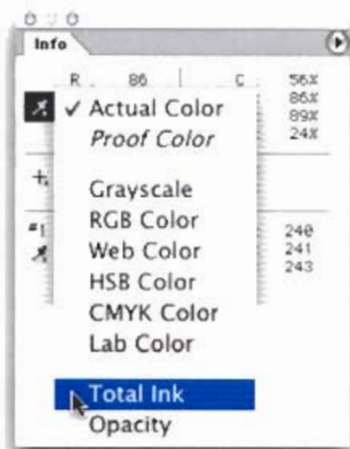 Info
R 86 C 56%
✓ Actual Color 86%
89%
Proof Color 24%
Grayscale
#1 RGB Color 240
Web Color 241
HSB Color 243
CMYK Color
Lab Color
Total Ink
Opacity